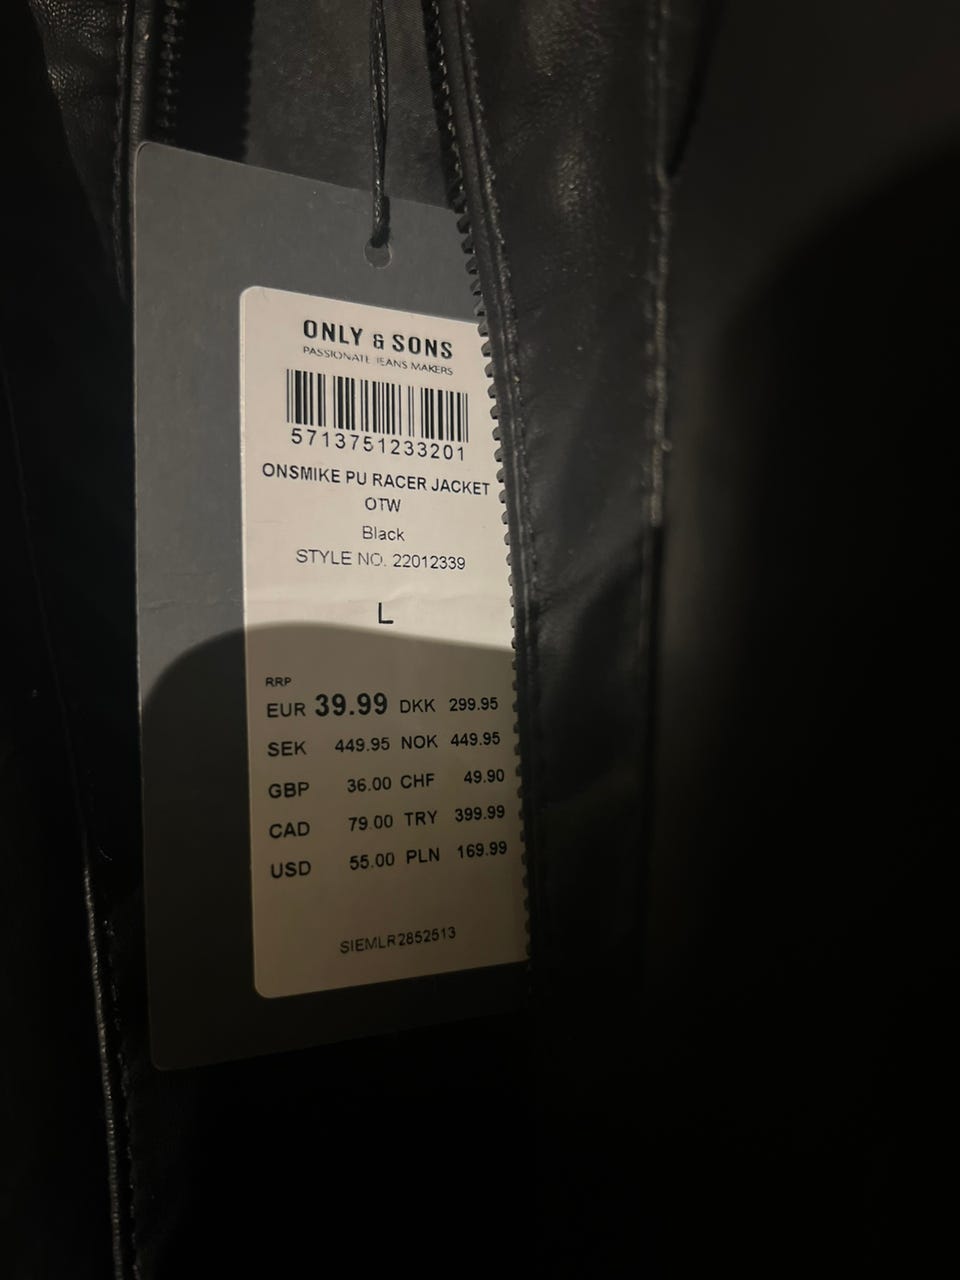 ONLY & SONS
PASSIONATE JEANS MAKERS
5713751233201
ONSMIKE PU RACER JACKET
OTW
Black
STYLE NO. 22012339
L
RRP
EUR 39.99 DKK 299.95
SEK 449.95 NOK 449.95
GBP 36.00 CHF 49.90
CAD 79.00 TRY 399.99
USD 55.00 PLN 169.99
SIEMLR2852513